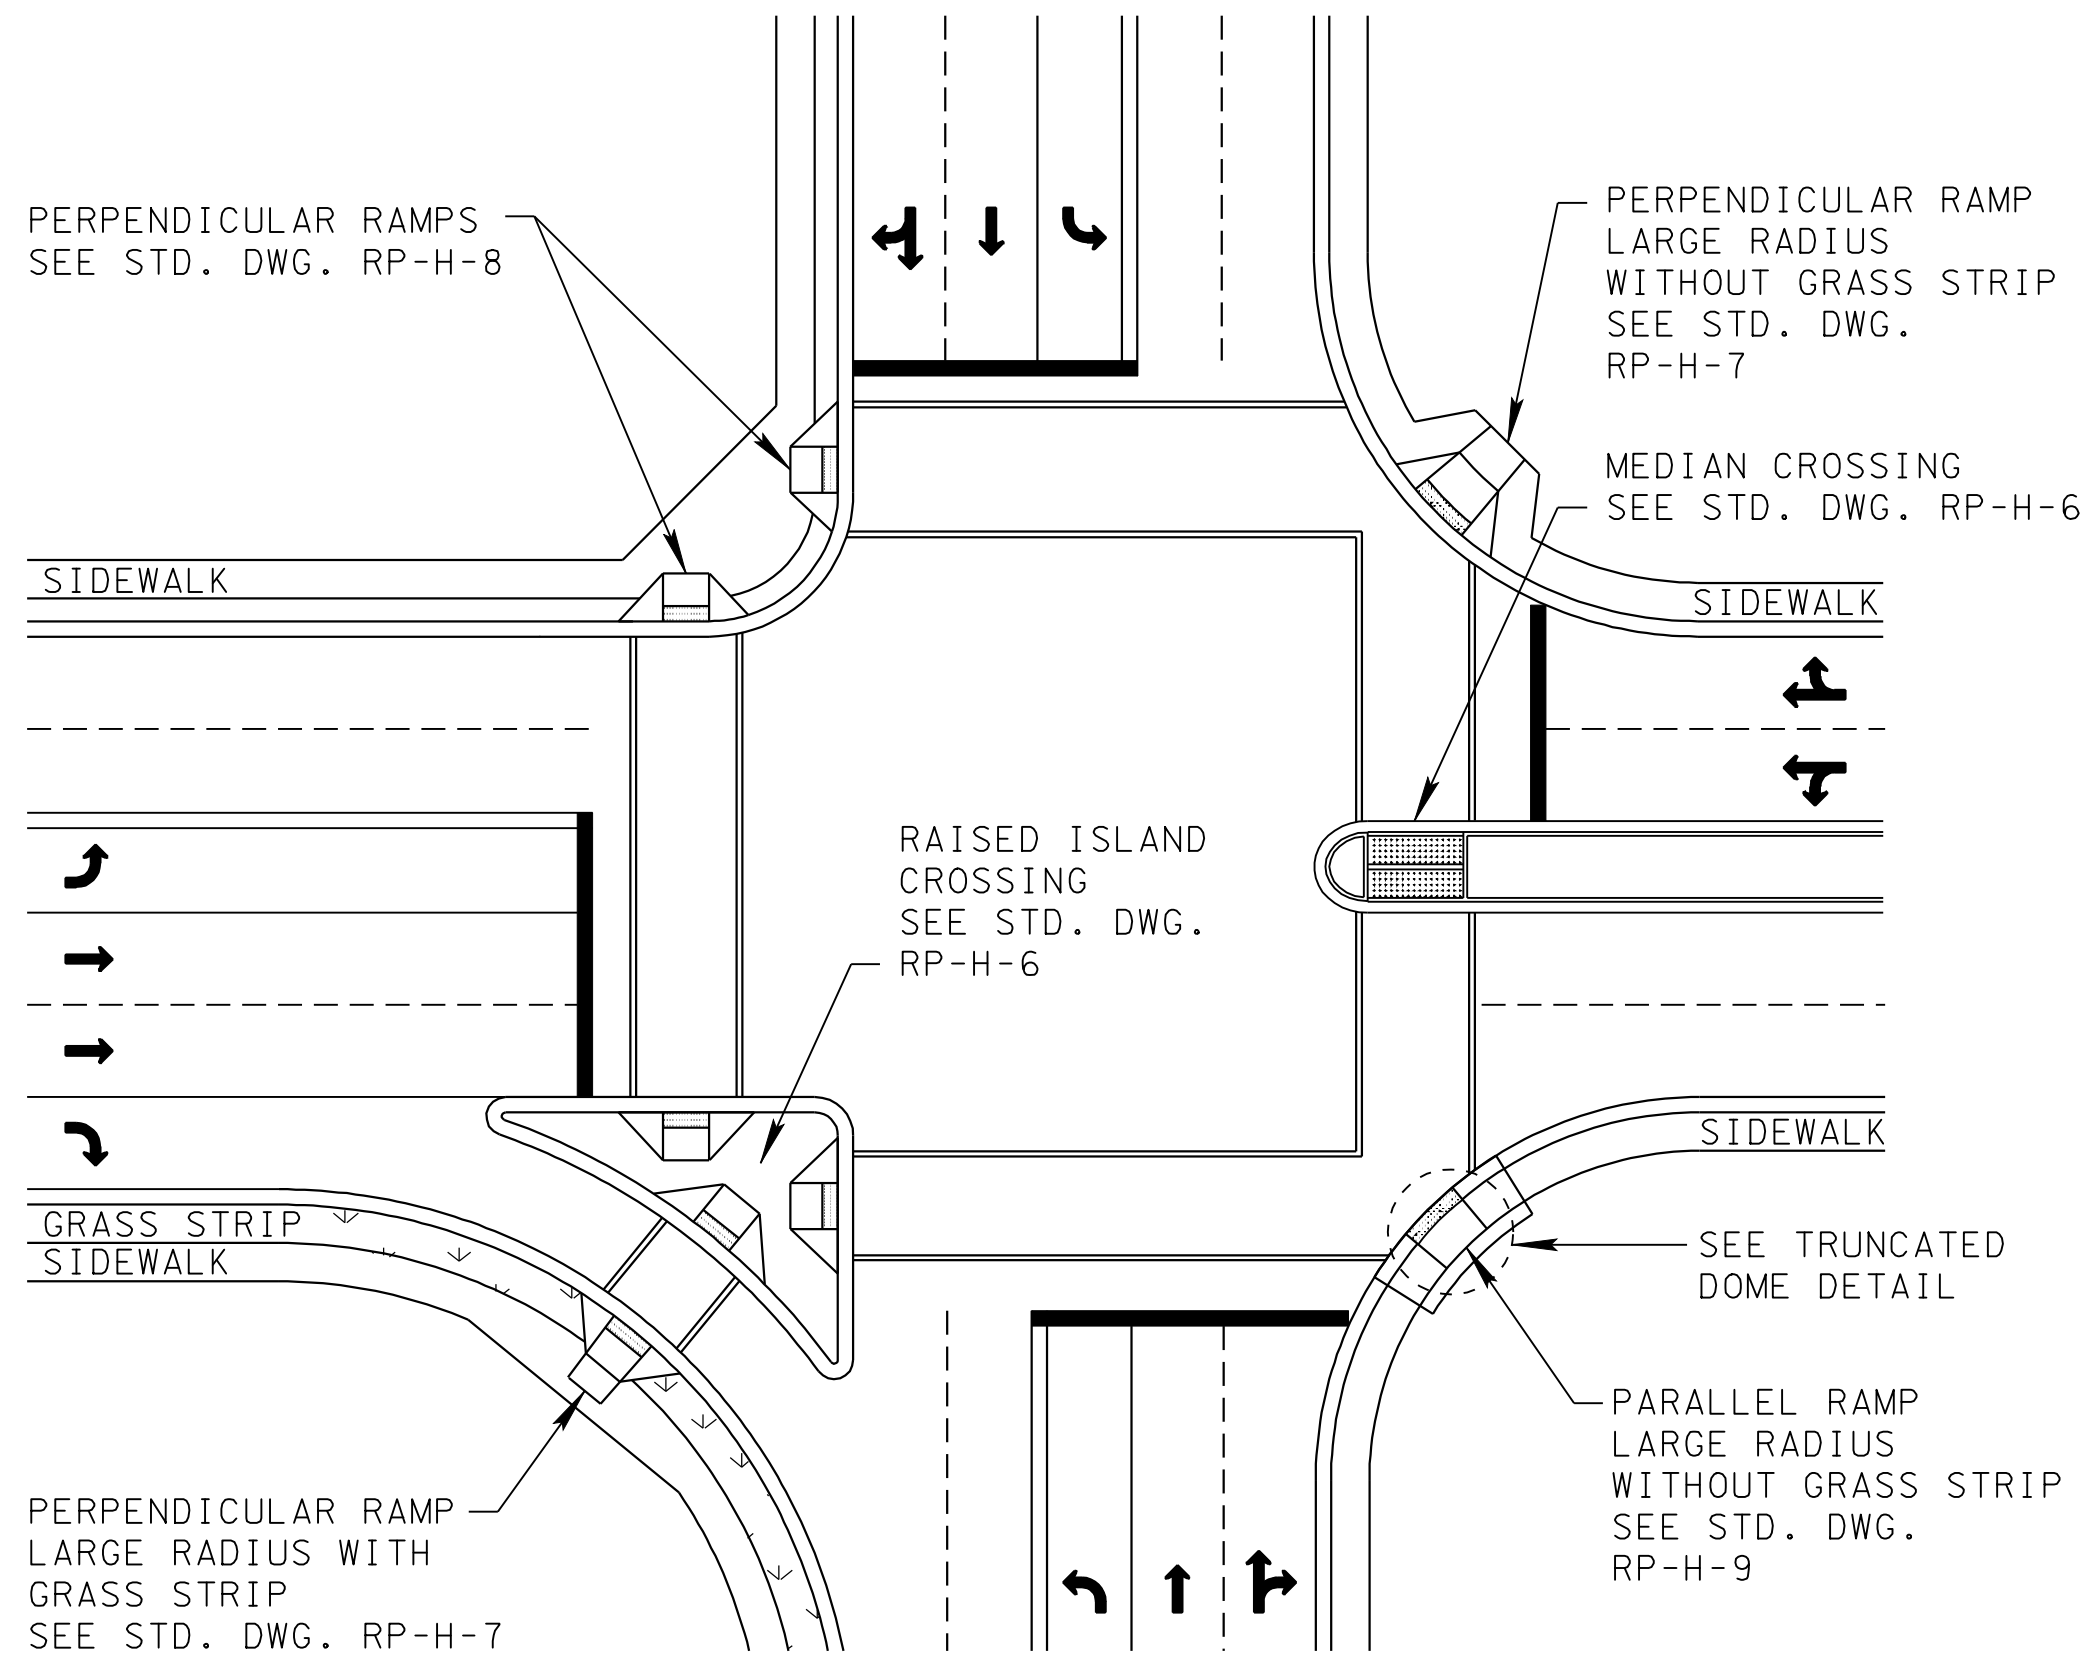 PERPENDICULAR RAMPS
SEE STD. DWG. RP-H-8
PERPENDICULAR RAMP
LARGE RADIUS
WITHOUT GRASS STRIP
SEE STD. DWG.
RP-H-7
MEDIAN CROSSING
SEE STD. DWG. RP-H-6
SIDEWALK
SIDEWALK
RAISED ISLAND
CROSSING
SEE STD. DWG.
RP-H-6
SIDEWALK
GRASS STRIP
SIDEWALK
SEE TRUNCATED
DOME DETAIL
PARALLEL RAMP
LARGE RADIUS
WITHOUT GRASS STRIP
SEE STD. DWG.
RP-H-9
PERPENDICULAR RAMP
LARGE RADIUS WITH
GRASS STRIP
SEE STD. DWG. RP-H-7